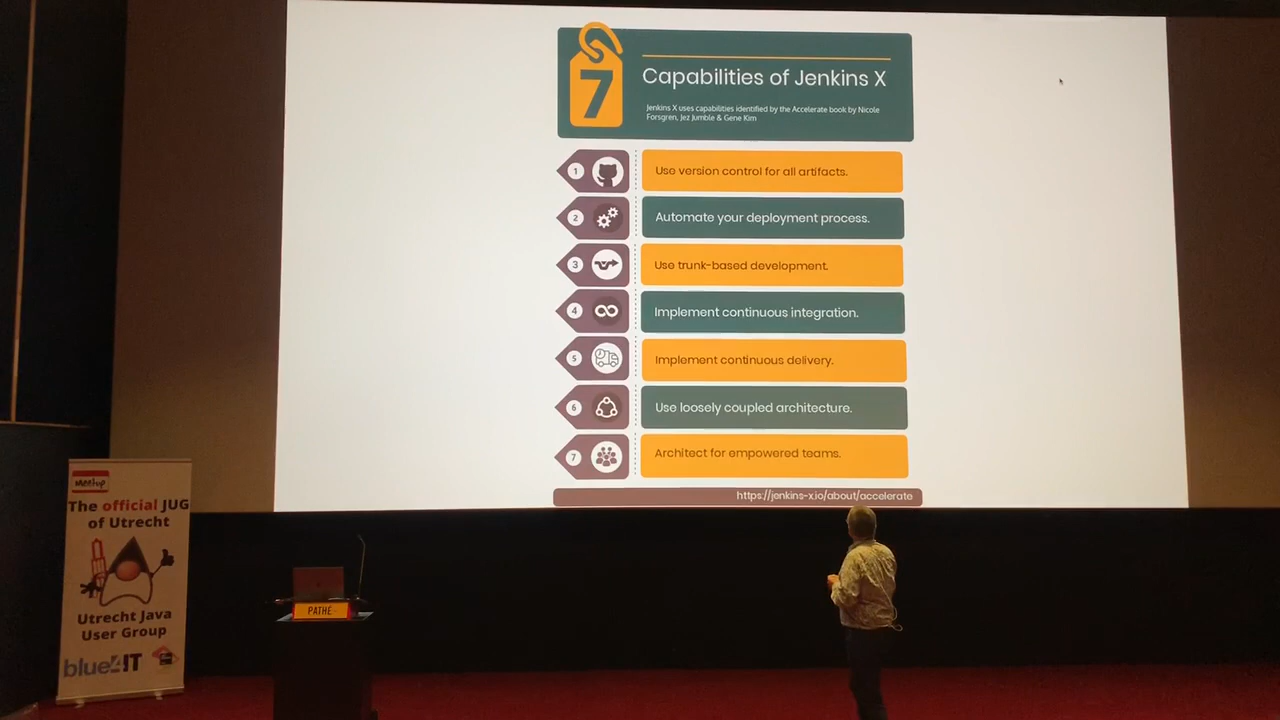 7
Capabilities of Jenkins X
Jenkins X uses capabilities identified by the Accelerate book by Nicole
Forsgren, Jez Jumble & Gene Kim
1
Use version control for all artifacts.
2
Automate your deployment process.
3
Use trunk-based development.
4
Implement continuous integration.
5
Implement continuous delivery.
6
Use loosely coupled architecture.
7
Architect for empowered teams.
https://jenkins-x.io/about/accelerate
Meetup
The official JUG
of Utrecht
Utrecht Java
User Group
blue4IT
PATHE